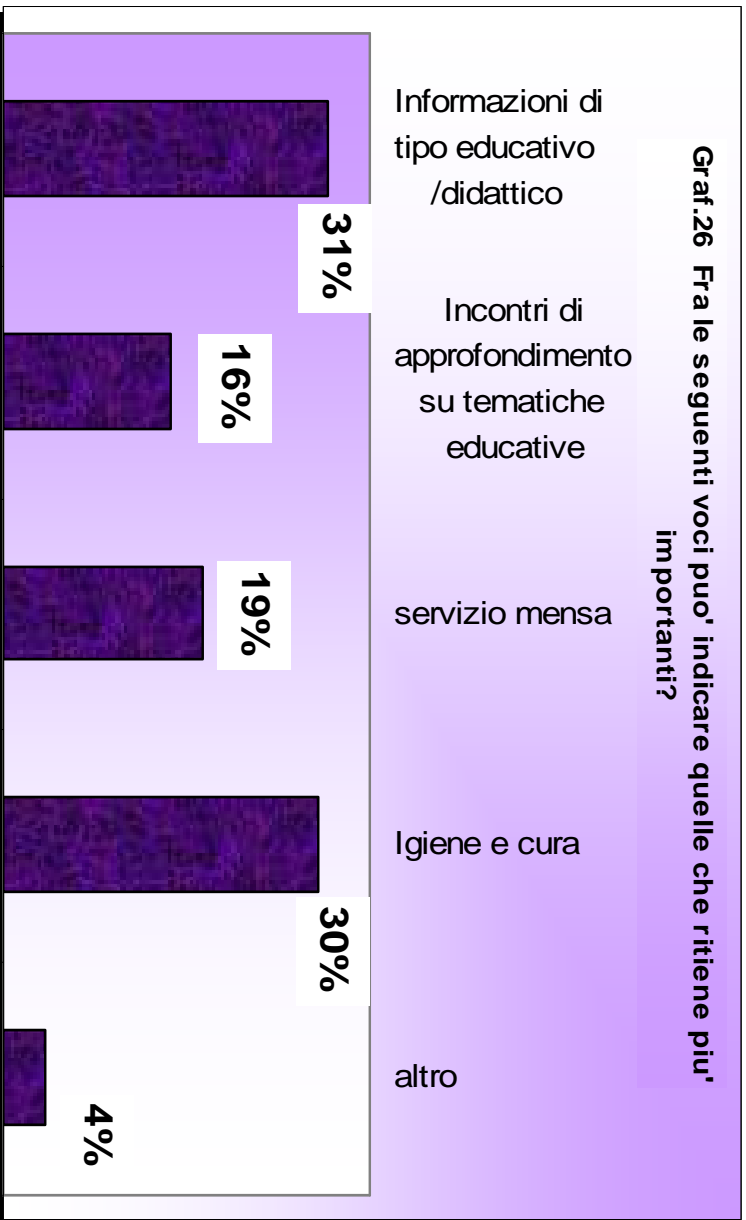 Graf.26 Fra le seguenti voci puo' indicare quelle che ritiene piu'
importanti?
Informazioni di
tipo educativo
/didattico
31%
Incontri di
approfondimento
su tematiche
educative
16%
servizio mensa
19%
Igiene e cura
30%
altro
4%